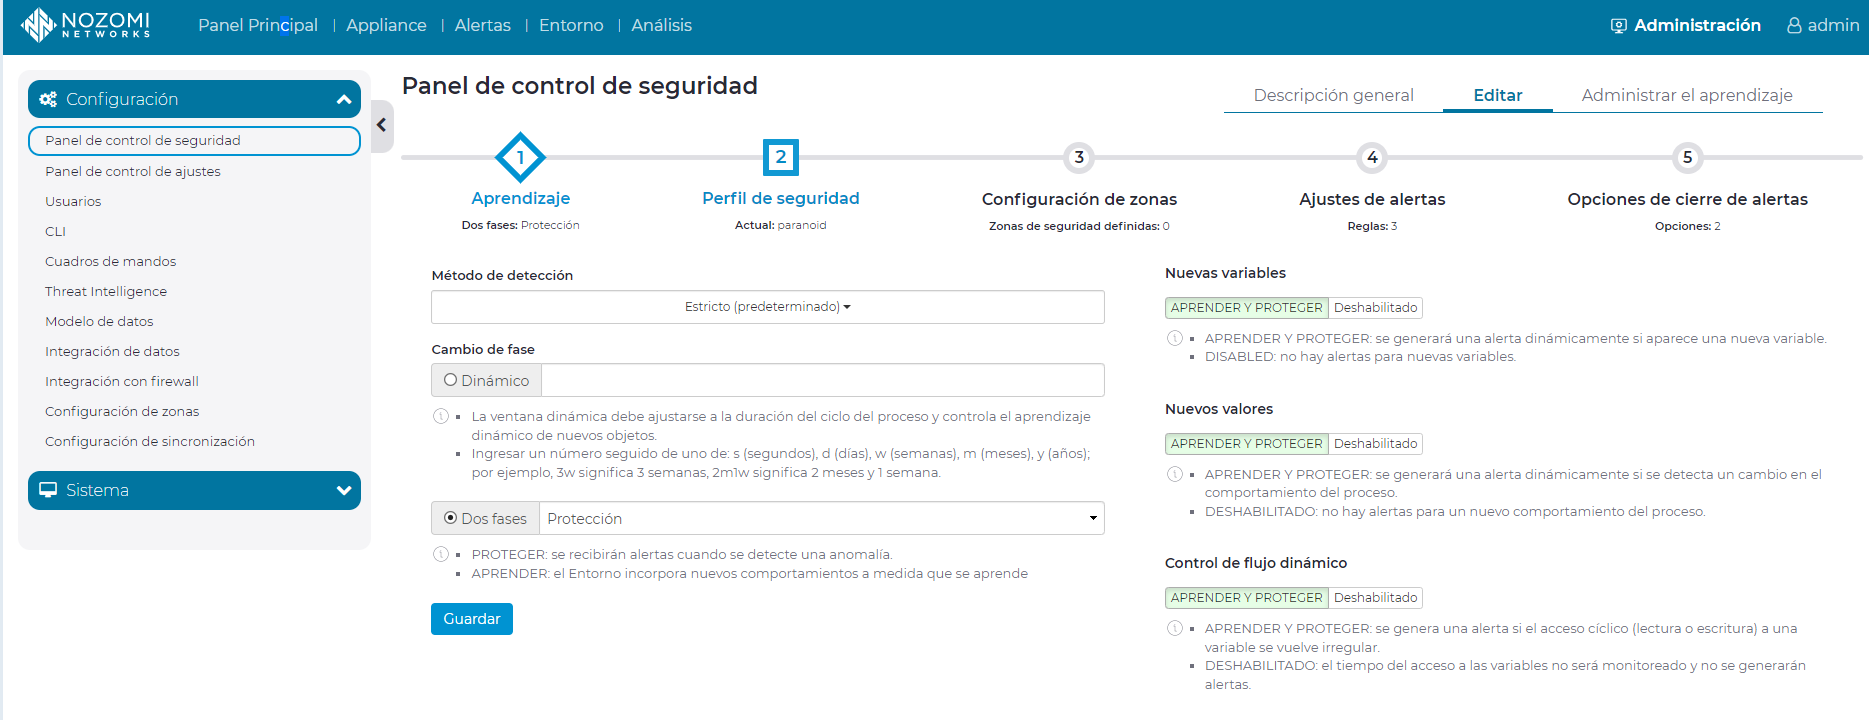 NOZOMI
NETWORKS
Panel Principal | Appliance | Alertas | Entorno | Análisis
Administración
admin
Configuración
Panel de control de seguridad
Panel de control de ajustes
Usuarios
CLI
Cuadros de mandos
Threat Intelligence
Modelo de datos
Integración de datos
Integración con firewall
Configuración de zonas
Configuración de sincronización
Sistema
Panel de control de seguridad
Descripción general
Editar
Administrar el aprendizaje
1
Aprendizaje
Dos fases: Protección
2
Perfil de seguridad
Actual: paranoid
3
Configuración de zonas
Zonas de seguridad definidas: 0
4
Ajustes de alertas
Reglas: 3
5
Opciones de cierre de alertas
Opciones: 2
Método de detección
Estricto (predeterminado)
Cambio de fase
Dinámico
La ventana dinámica debe ajustarse a la duración del ciclo del proceso y controla el aprendizaje
dinámico de nuevos objetos.
Ingresar un número seguido de uno de: s (segundos), d (días), w (semanas), m (meses), y (años);
por ejemplo, 3w significa 3 semanas, 2m1w significa 2 meses y 1 semana.
Dos fases
Protección
PROTEGER: se recibirán alertas cuando se detecte una anomalía.
APRENDER: el Entorno incorpora nuevos comportamientos a medida que se aprende
Guardar
Nuevas variables
APRENDER Y PROTEGER Deshabilitado
APRENDER Y PROTEGER: se generará una alerta dinámicamente si aparece una nueva variable.
DISABLED: no hay alertas para nuevas variables.
Nuevos valores
APRENDER Y PROTEGER Deshabilitado
APRENDER Y PROTEGER: se generará una alerta dinámicamente si se detecta un cambio en el
comportamiento del proceso.
DESHABILITADO: no hay alertas para un nuevo comportamiento del proceso.
Control de flujo dinámico
APRENDER Y PROTEGER Deshabilitado
APRENDER Y PROTEGER: se genera una alerta si el acceso cíclico (lectura o escritura) a una
variable se vuelve irregular.
DESHABILITADO: el tiempo del acceso a las variables no será monitoreado y no se generarán
alertas.